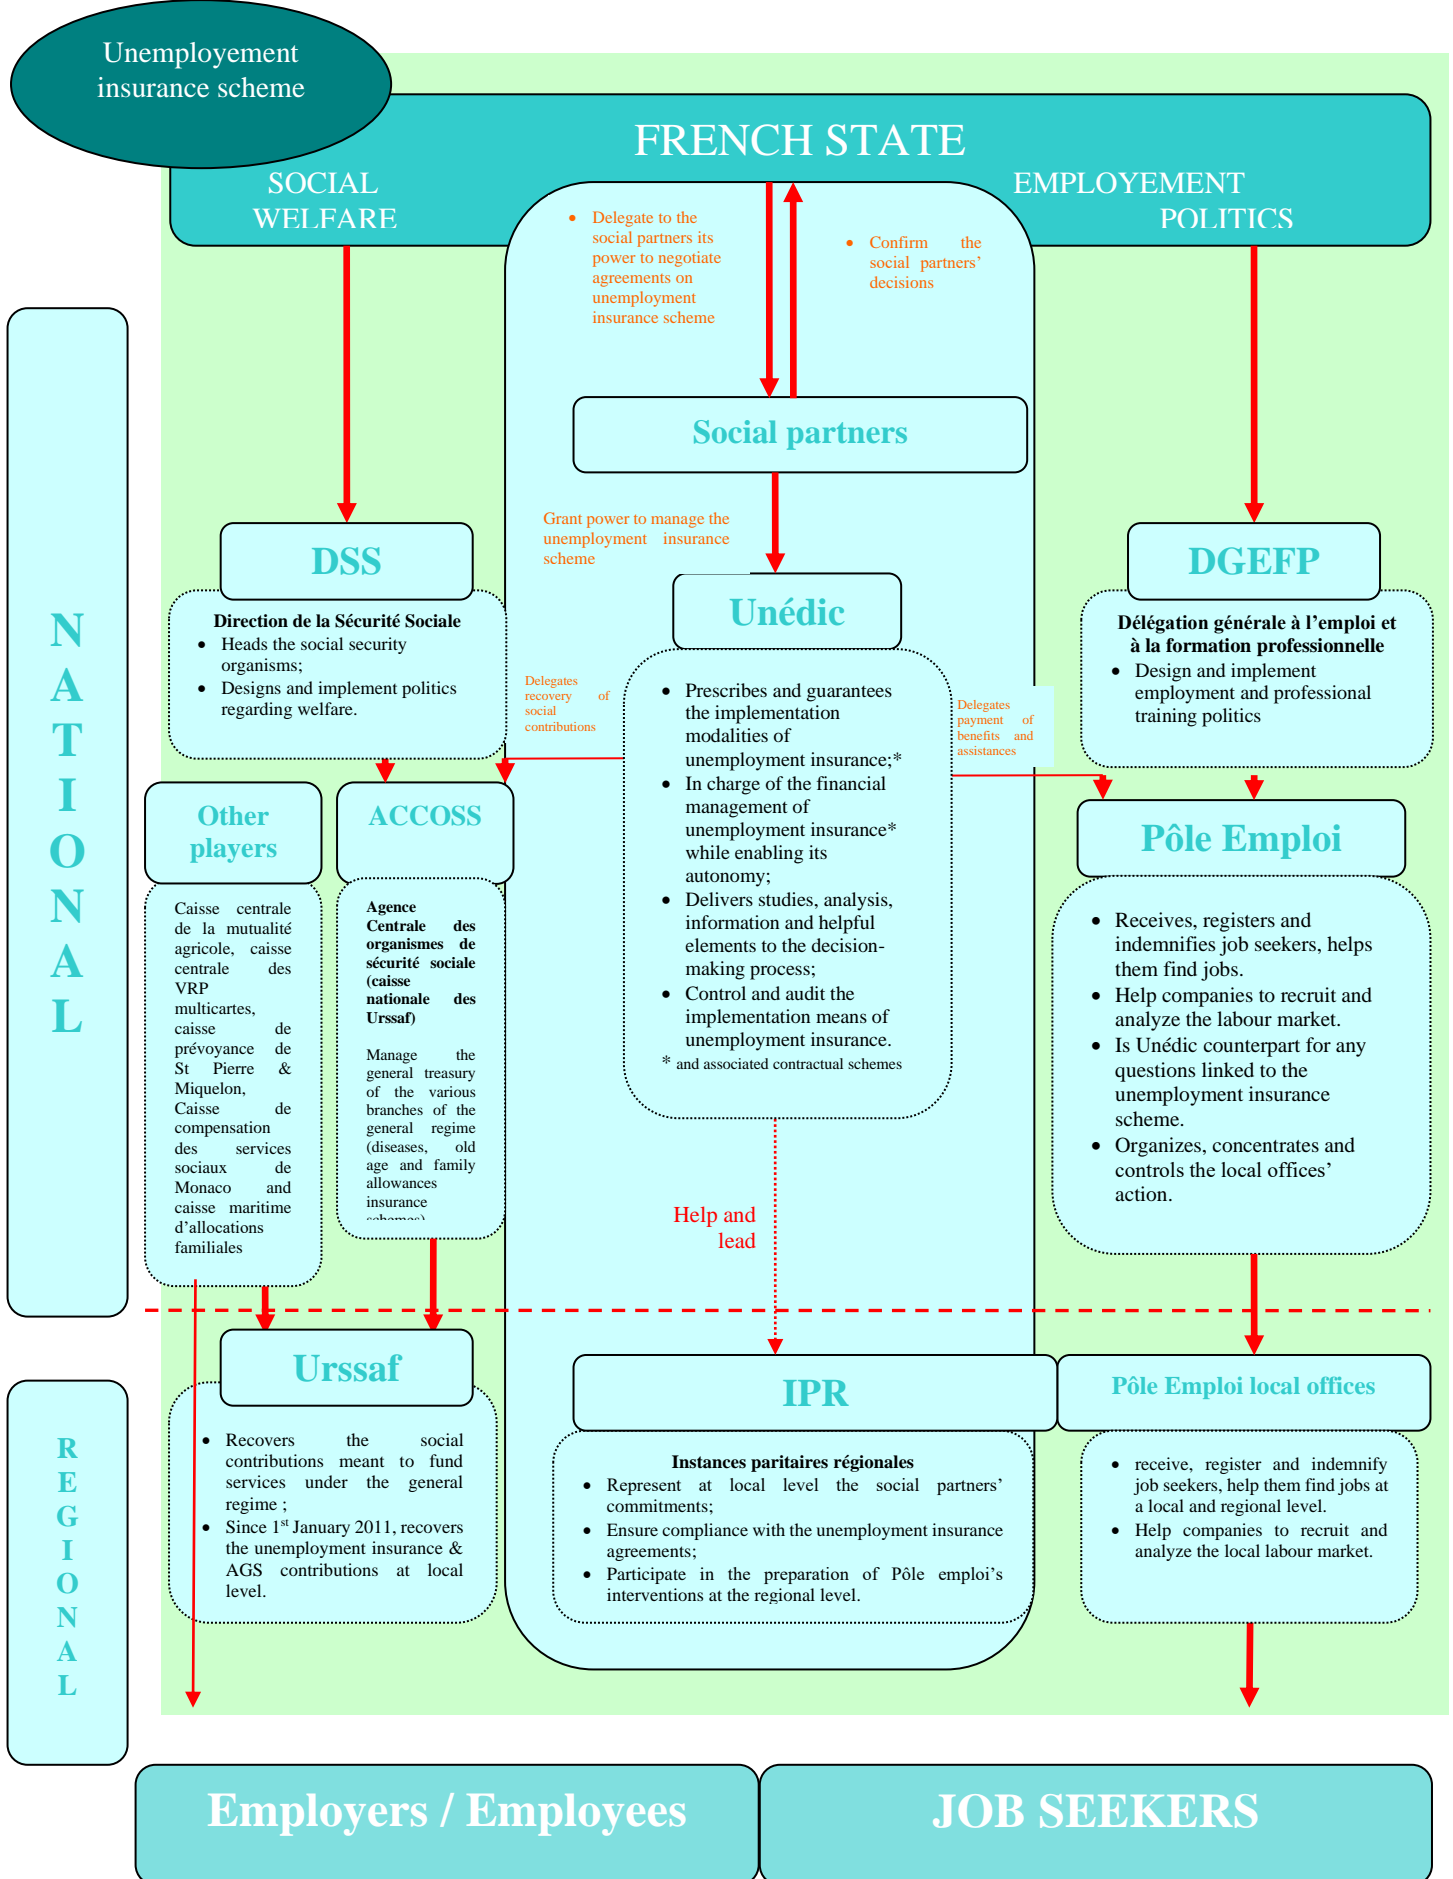 Unemployement
insurance scheme
FRENCH STATE
SOCIAL
WELFARE
EMPLOYEMENT
POLITICS
• Delegate to the
social partners its
power to negotiate
agreements on
unemployment
insurance scheme
• Confirm the
social partners’
decisions
Social partners
Grant power to manage the
unemployment insurance
scheme
NATIONAL
DSS
Direction de la Sécurité Sociale
• Heads the social security
organisms;
• Designs and implement politics
regarding welfare.
Unédic
• Prescribes and guarantees
the implementation
modalities of
unemployment insurance;*
• In charge of the financial
management of
unemployment insurance*
while enabling its
autonomy;
• Delivers studies, analysis,
information and helpful
elements to the decision-
making process;
• Control and audit the
implementation means of
unemployment insurance.
* and associated contractual schemes
DGEFP
Délégation générale à l’emploi et
à la formation professionnelle
• Design and implement
employment and professional
training politics
Delegates
recovery of
social
contributions
Delegates
payment of
benefits and
assistances
Other
players
Caisse centrale
de la mutualité
agricole, caisse
centrale des
VRP
multicartes,
caisse de
prévoyance de
St Pierre &
Miquelon,
Caisse de
compensation
des services
sociaux de
Monaco and
caisse maritime
d’allocations
familiales
ACCOSS
Agence
Centrale des
organismes de
sécurité sociale
(caisse
nationale des
Urssaf)
Manage the
general treasury
of the various
branches of the
general regime
(diseases, old
age and family
allowances
insurance
schemes)
Pôle Emploi
• Receives, registers and
indemnifies job seekers, helps
them find jobs.
• Help companies to recruit and
analyze the labour market.
• Is Unédic counterpart for any
questions linked to the
unemployment insurance
scheme.
• Organizes, concentrates and
controls the local offices’
action.
Help and
lead
REGIONAL
Urssaf
• Recovers the social
contributions meant to fund
services under the general
regime ;
• Since 1st January 2011, recovers
the unemployment insurance &
AGS contributions at local
level.
IPR
Instances paritaires régionales
• Represent at local level the social partners’
commitments;
• Ensure compliance with the unemployment insurance
agreements;
• Participate in the preparation of Pôle emploi’s
interventions at the regional level.
Pôle Emploi local offices
• receive, register and indemnify
job seekers, help them find jobs at
a local and regional level.
• Help companies to recruit and
analyze the local labour market.
Employers / Employees
JOB SEEKERS